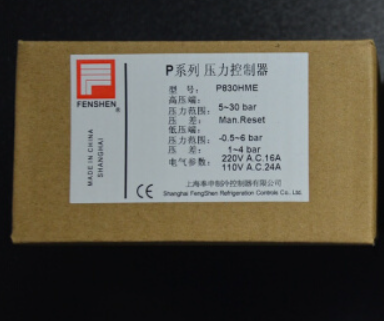 FENSHEN
®
MADE IN CHINA
SHANGHAI
P系列 压力控制器
型 号: P830HME
高压端:
压力范围: 5~30 bar
压 差: Man.Reset
低压端:
压力范围: -0.5~6 bar
压 差: 1~4 bar
电气参数: 220V A.C.16A
110V A.C.24A
CE
上海奉申制冷控制器有限公司
Shanghai FengShen Refrigeration Controls Co. Ltd.